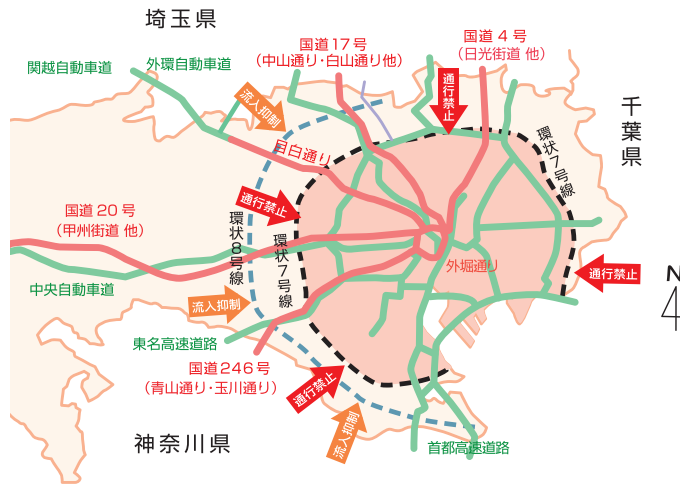 埼玉県
国道17号
(中山通り・白山通り他)
国道4号
(日光街道 他)
関越自動車道
外環自動車道
流入抑制
通行禁止
千葉県
環状7号線
目白通り
通行禁止
国道20号
(甲州街道 他)
環状8号線
環状7号線
外堀通り
通行禁止
N
中央自動車道
流入抑制
東名高速道路
国道246号
(青山通り・玉川通り)
通行禁止
流入抑制
神奈川県
首都高速道路